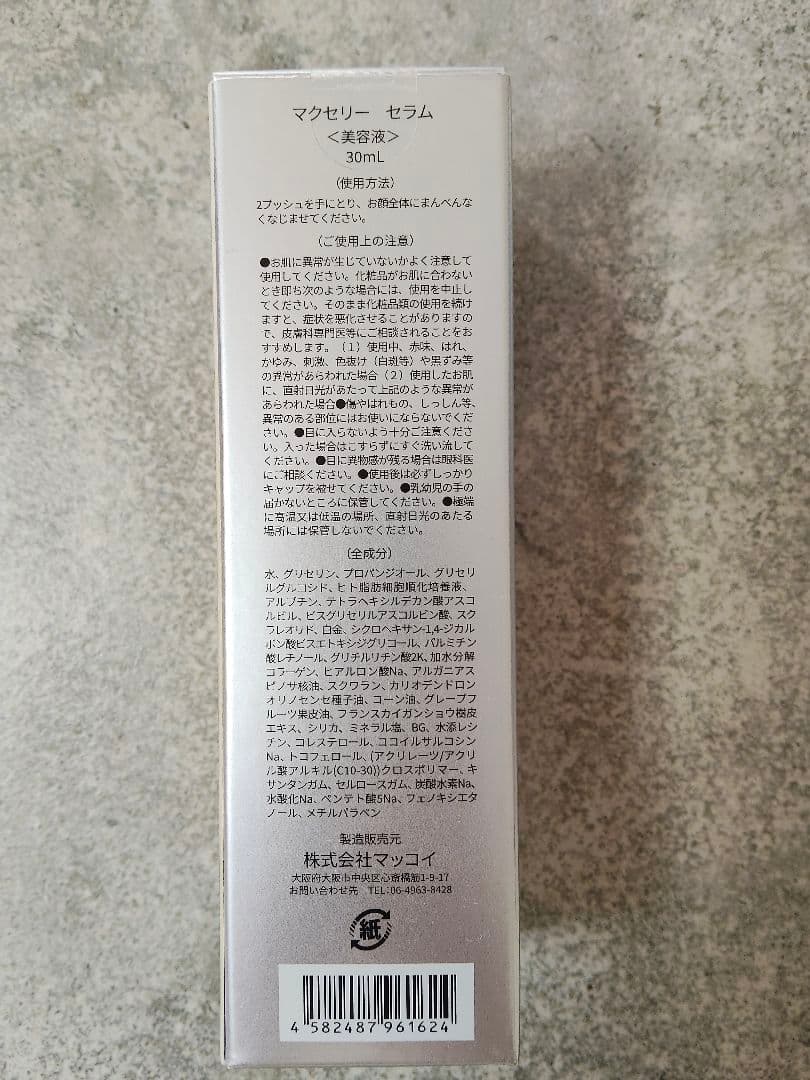 マクセリー　セラム
＜美容液＞
30mL
（使用方法）
2プッシュを手にとり、お顔全体にまんべんな
くなじませてください。
（ご使用上の注意）
●お肌に異常が生じていないかよく注意して
使用してください。化粧品がお肌に合わない
とき即ち次のような場合には、使用を中止し
てください。そのまま化粧品類の使用を続け
ますと、症状を悪化させることがありますの
で、皮膚科専門医等にご相談されることをお
すすめします。（1）使用中、赤味、はれ、
かゆみ、刺激、色抜け（白斑等）や黒ずみ等
の異常があらわれた場合（2）使用したお肌
に、直射日光があたって上記のような異常が
あらわれた場合●傷やはれもの、しっしん等、
異常のある部位にはお使いにならないでくだ
さい。●目に入らないよう十分ご注意くださ
い。入った場合はこすらずにすぐ洗い流して
ください。●目に異物感が残る場合は眼科医
にご相談ください。●使用後は必ずしっかり
キャップを被せてください。●乳幼児の手の
届かないところに保管してください。●極端
に高温又は低温の場所、直射日光のあたる
場所には保管しないでください。
（全成分）
水、グリセリン、プロパンジオール、グリセリ
ルグルコシド、ヒト脂肪細胞順化培養液、
アルブチン、テトラヘキシルデカン酸アスコ
ルビル、ビスグリセリルアスコルビン酸、スク
ラレオリド、白金、シクロヘキサン-1,4-ジカル
ボン酸ビスエトキシジグリコール、パルミチン
酸レチノール、グリチルリチン酸2K、加水分解
コラーゲン、ヒアルロン酸Na、アルガニアス
ピノサ核油、スクワラン、カリオデンドロン
オリノセンセ種子油、コーン油、グレープフ
ルーツ果皮油、フランスカイガンショウ樹皮
エキス、シリカ、ミネラル塩、BG、水添レシ
チン、コレステロール、ココイルサルコシン
Na、トコフェロール、（アクリレーツ/アクリ
ル酸アルキル(C10-30)）クロスポリマー、キ
サンタンガム、セルロースガム、炭酸水素Na、
水酸化Na、ペンテト酸5Na、フェノキシエタ
ノール、メチルパラベン
製造販売元
株式会社マッコイ
大阪府大阪市中央区心斎橋筋1-9-17
お問い合わせ先　TEL：06-4963-8428
紙
4 582487 961624